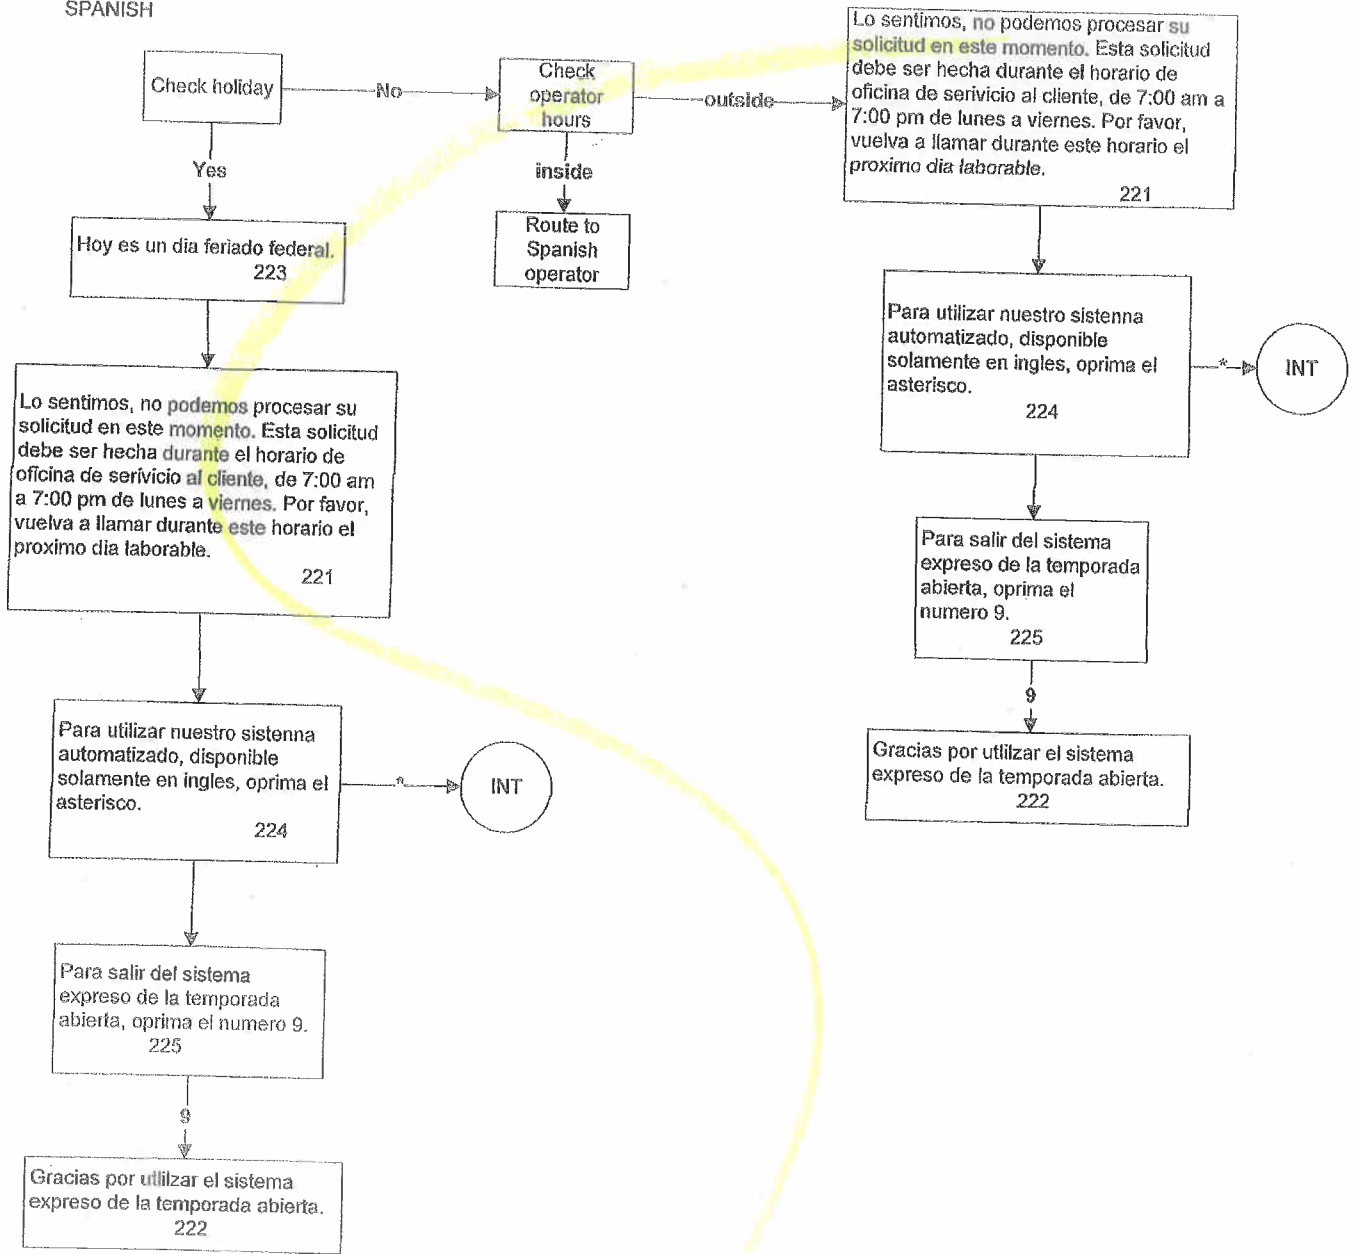 SPANISH
Check holiday
No
Check
operator
hours
outside
Lo sentimos, no podemos procesar su
solicitud en este momento. Esta solicitud
debe ser hecha durante el horario de
oficina de serivicio al cliente, de 7:00 am a
7:00 pm de lunes a viernes. Por favor,
vuelva a llamar durante este horario el
proximo dia laborable.
221
Yes
inside
Hoy es un dia feriado federal.
223
Route to
Spanish
operator
Para utilizar nuestro sistenna
automatizado, disponible
solamente en ingles, oprima el
asterisco.
224
*
INT
Lo sentimos, no podemos procesar su
solicitud en este momento. Esta solicitud
debe ser hecha durante el horario de
oficina de serivicio al cliente, de 7:00 am
a 7:00 pm de lunes a viernes. Por favor,
vuelva a llamar durante este horario el
proximo dia laborable.
221
Para salir del sistema
expreso de la temporada
abierta, oprima el
numero 9.
225
9
Gracias por utlilzar el sistema
expreso de la temporada abierta.
222
Para utilizar nuestro sistenna
automatizado, disponible
solamente en ingles, oprima el
asterisco.
224
*
INT
Para salir del sistema
expreso de la temporada
abierta, oprima el numero 9.
225
9
Gracias por utlilzar el sistema
expreso de la temporada abierta.
222